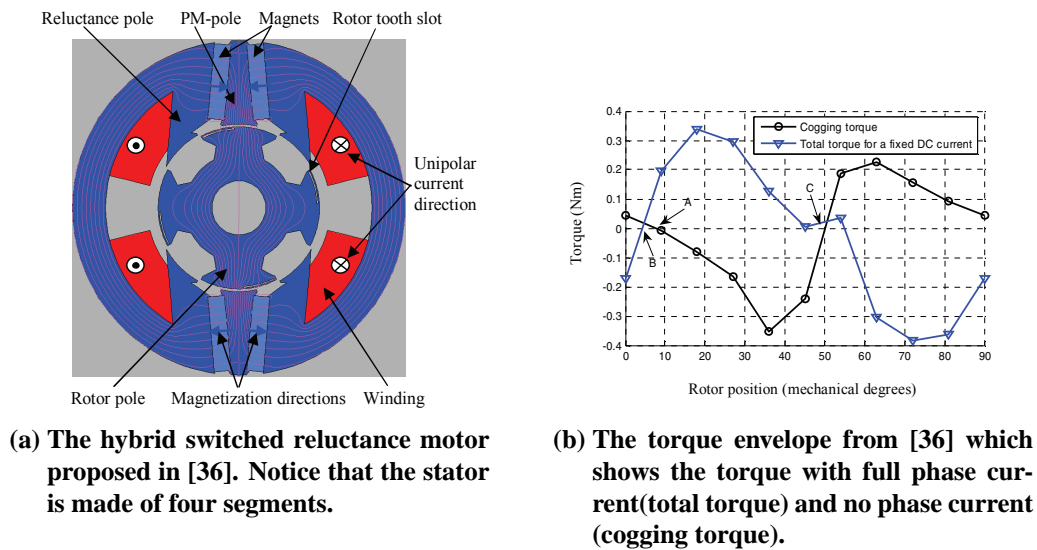 Reluctance pole
PM-pole
Magnets
Rotor tooth slot
Unipolar
current
direction
Rotor pole
Magnetization directions
Winding
(a) The hybrid switched reluctance motor
proposed in [36]. Notice that the stator
is made of four segments.
0.4
0.3
0.2
0.1
0
-0.1
-0.2
-0.3
-0.4
Torque (Nm)
Cogging torque
Total torque for a fixed DC current
A
B
C
0 10 20 30 40 50 60 70 80 90
Rotor position (mechanical degrees)
(b) The torque envelope from [36] which
shows the torque with full phase cur-
rent(total torque) and no phase current
(cogging torque).